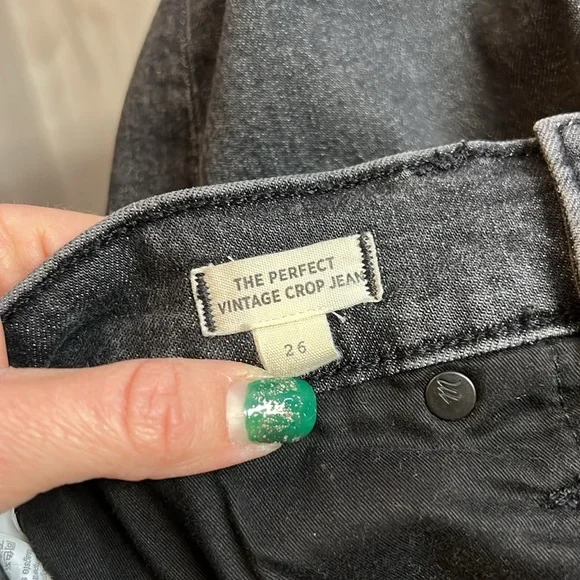 THE PERFECT
VINTAGE CROP JEAN
26